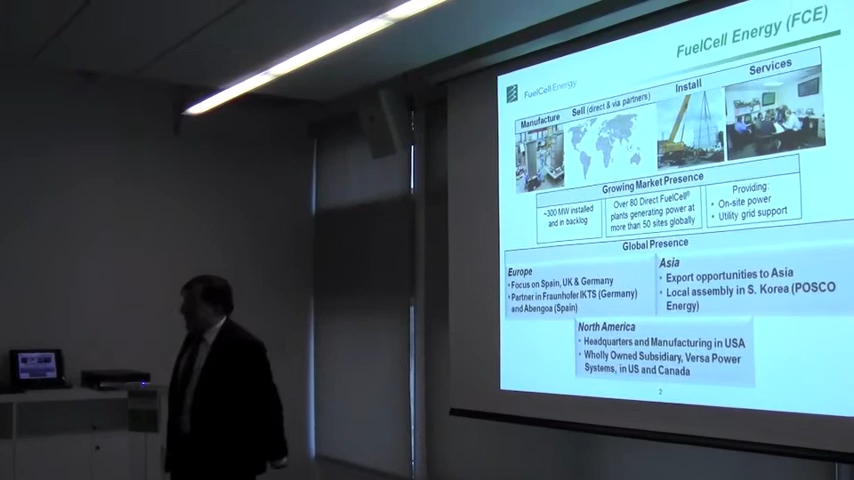 FuelCell Energy (FCE)
FuelCell Energy
Manufacture
Sell (direct & via partners)
Install
Services
Growing Market Presence
~300 MW installed
and in backlog
Over 80 Direct FuelCell®
plants generating power at
more than 50 sites globally
Providing:
• On-site power
• Utility grid support
Global Presence
Europe
• Focus on Spain, UK & Germany
• Partner in Fraunhofer IKTS (Germany)
and Abengoa (Spain)
Asia
• Export opportunities to Asia
• Local assembly in S. Korea (POSCO
Energy)
North America
• Headquarters and Manufacturing in USA
• Wholly Owned Subsidiary, Versa Power
Systems, in US and Canada
2